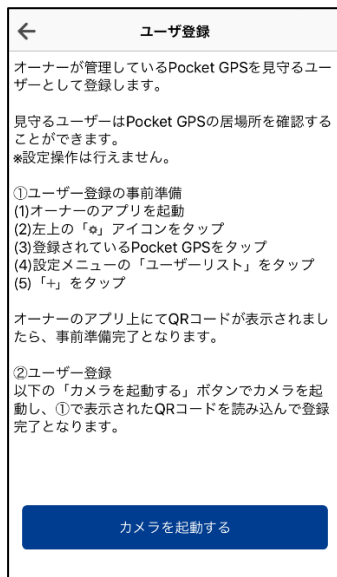 ユーザ登録
オーナーが管理しているPocket GPSを見守るユー
ザーとして登録します。
見守るユーザーはPocket GPSの居場所を確認する
ことができます。
※設定操作は行えません。
①ユーザー登録の事前準備
(1)オーナーのアプリを起動
(2)左上の「⚙」アイコンをタップ
(3)登録されているPocket GPSをタップ
(4)設定メニューの「ユーザーリスト」をタップ
(5)「+」をタップ
オーナーのアプリ上にてQRコードが表示されまし
たら、事前準備完了となります。
②ユーザー登録
以下の「カメラを起動する」ボタンでカメラを起
動し、①で表示されたQRコードを読み込んで登録
完了となります。
カメラを起動する